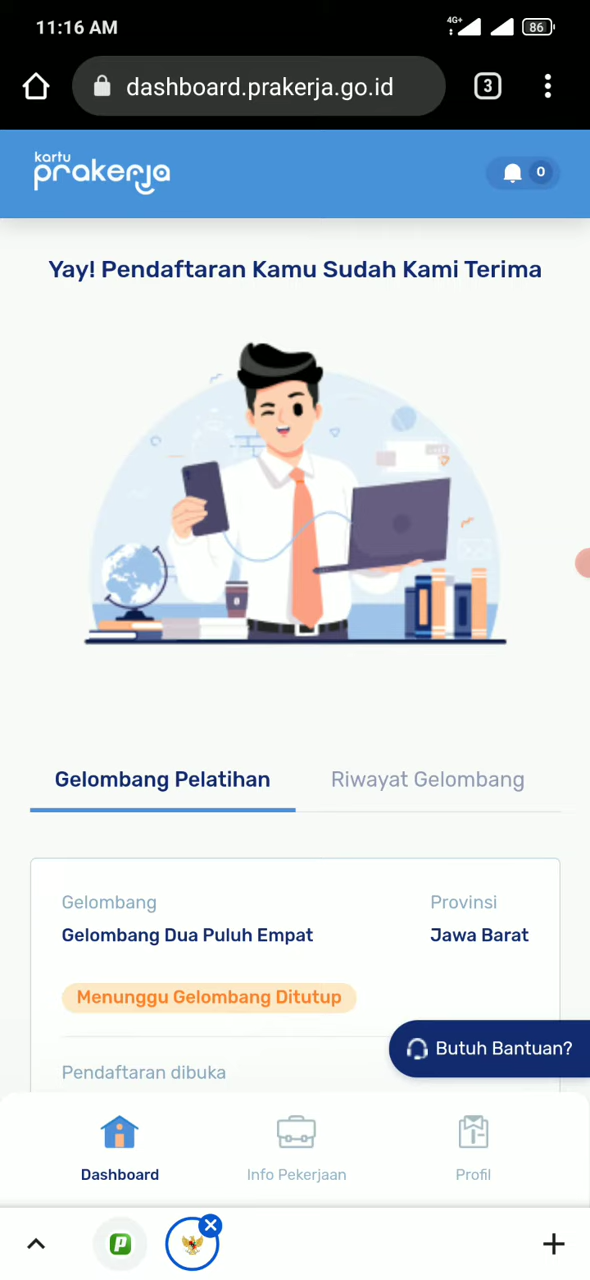 11:16 AM
4G+
86
dashboard.prakerja.go.id
3
kartu
prakerja
0
Yay! Pendaftaran Kamu Sudah Kami Terima
Gelombang Pelatihan
Riwayat Gelombang
Gelombang
Provinsi
Gelombang Dua Puluh Empat
Jawa Barat
Menunggu Gelombang Ditutup
Butuh Bantuan?
Pendaftaran dibuka
Dashboard
Info Pekerjaan
Profil
P